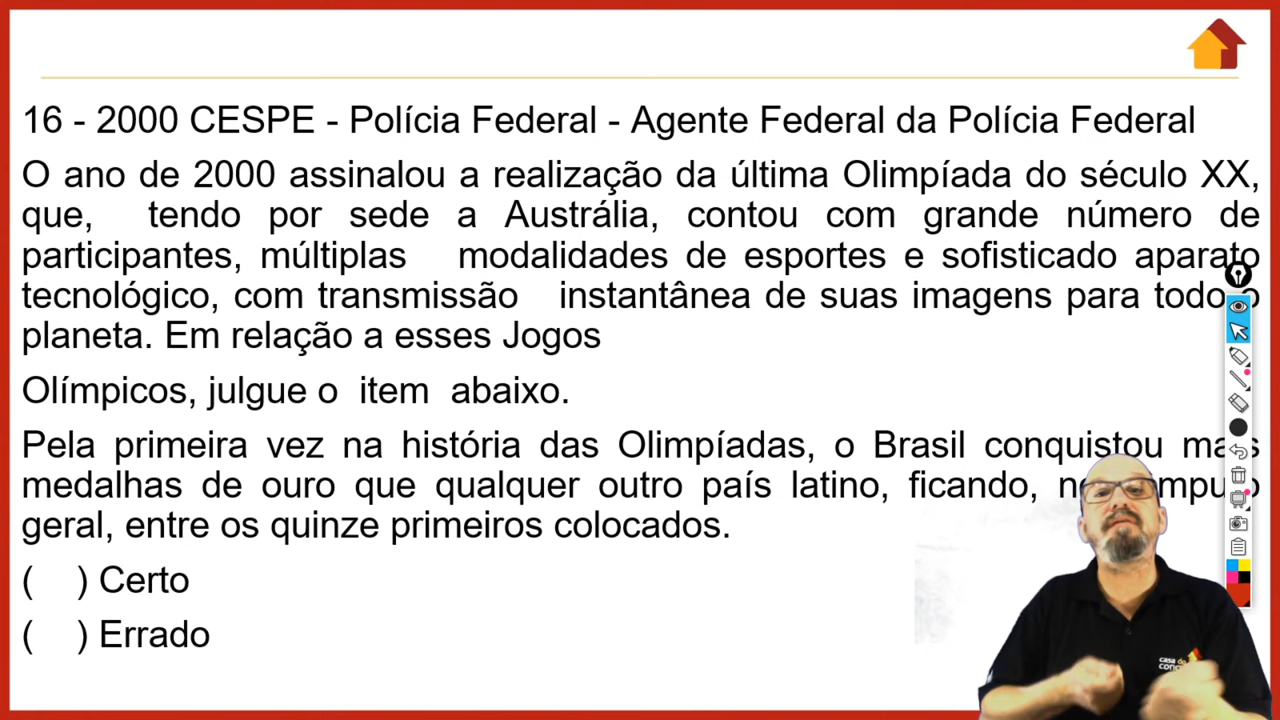 16 - 2000 CESPE - Polícia Federal - Agente Federal da Polícia Federal
O ano de 2000 assinalou a realização da última Olimpíada do século XX,
que, tendo por sede a Austrália, contou com grande número de
participantes, múltiplas modalidades de esportes e sofisticado aparato
tecnológico, com transmissão instantânea de suas imagens para todo o
planeta. Em relação a esses Jogos
Olímpicos, julgue o item abaixo.
Pela primeira vez na história das Olimpíadas, o Brasil conquistou mais
medalhas de ouro que qualquer outro país latino, ficando,
geral, entre os quinze primeiros colocados.
( ) Certo
( ) Errado
casa do